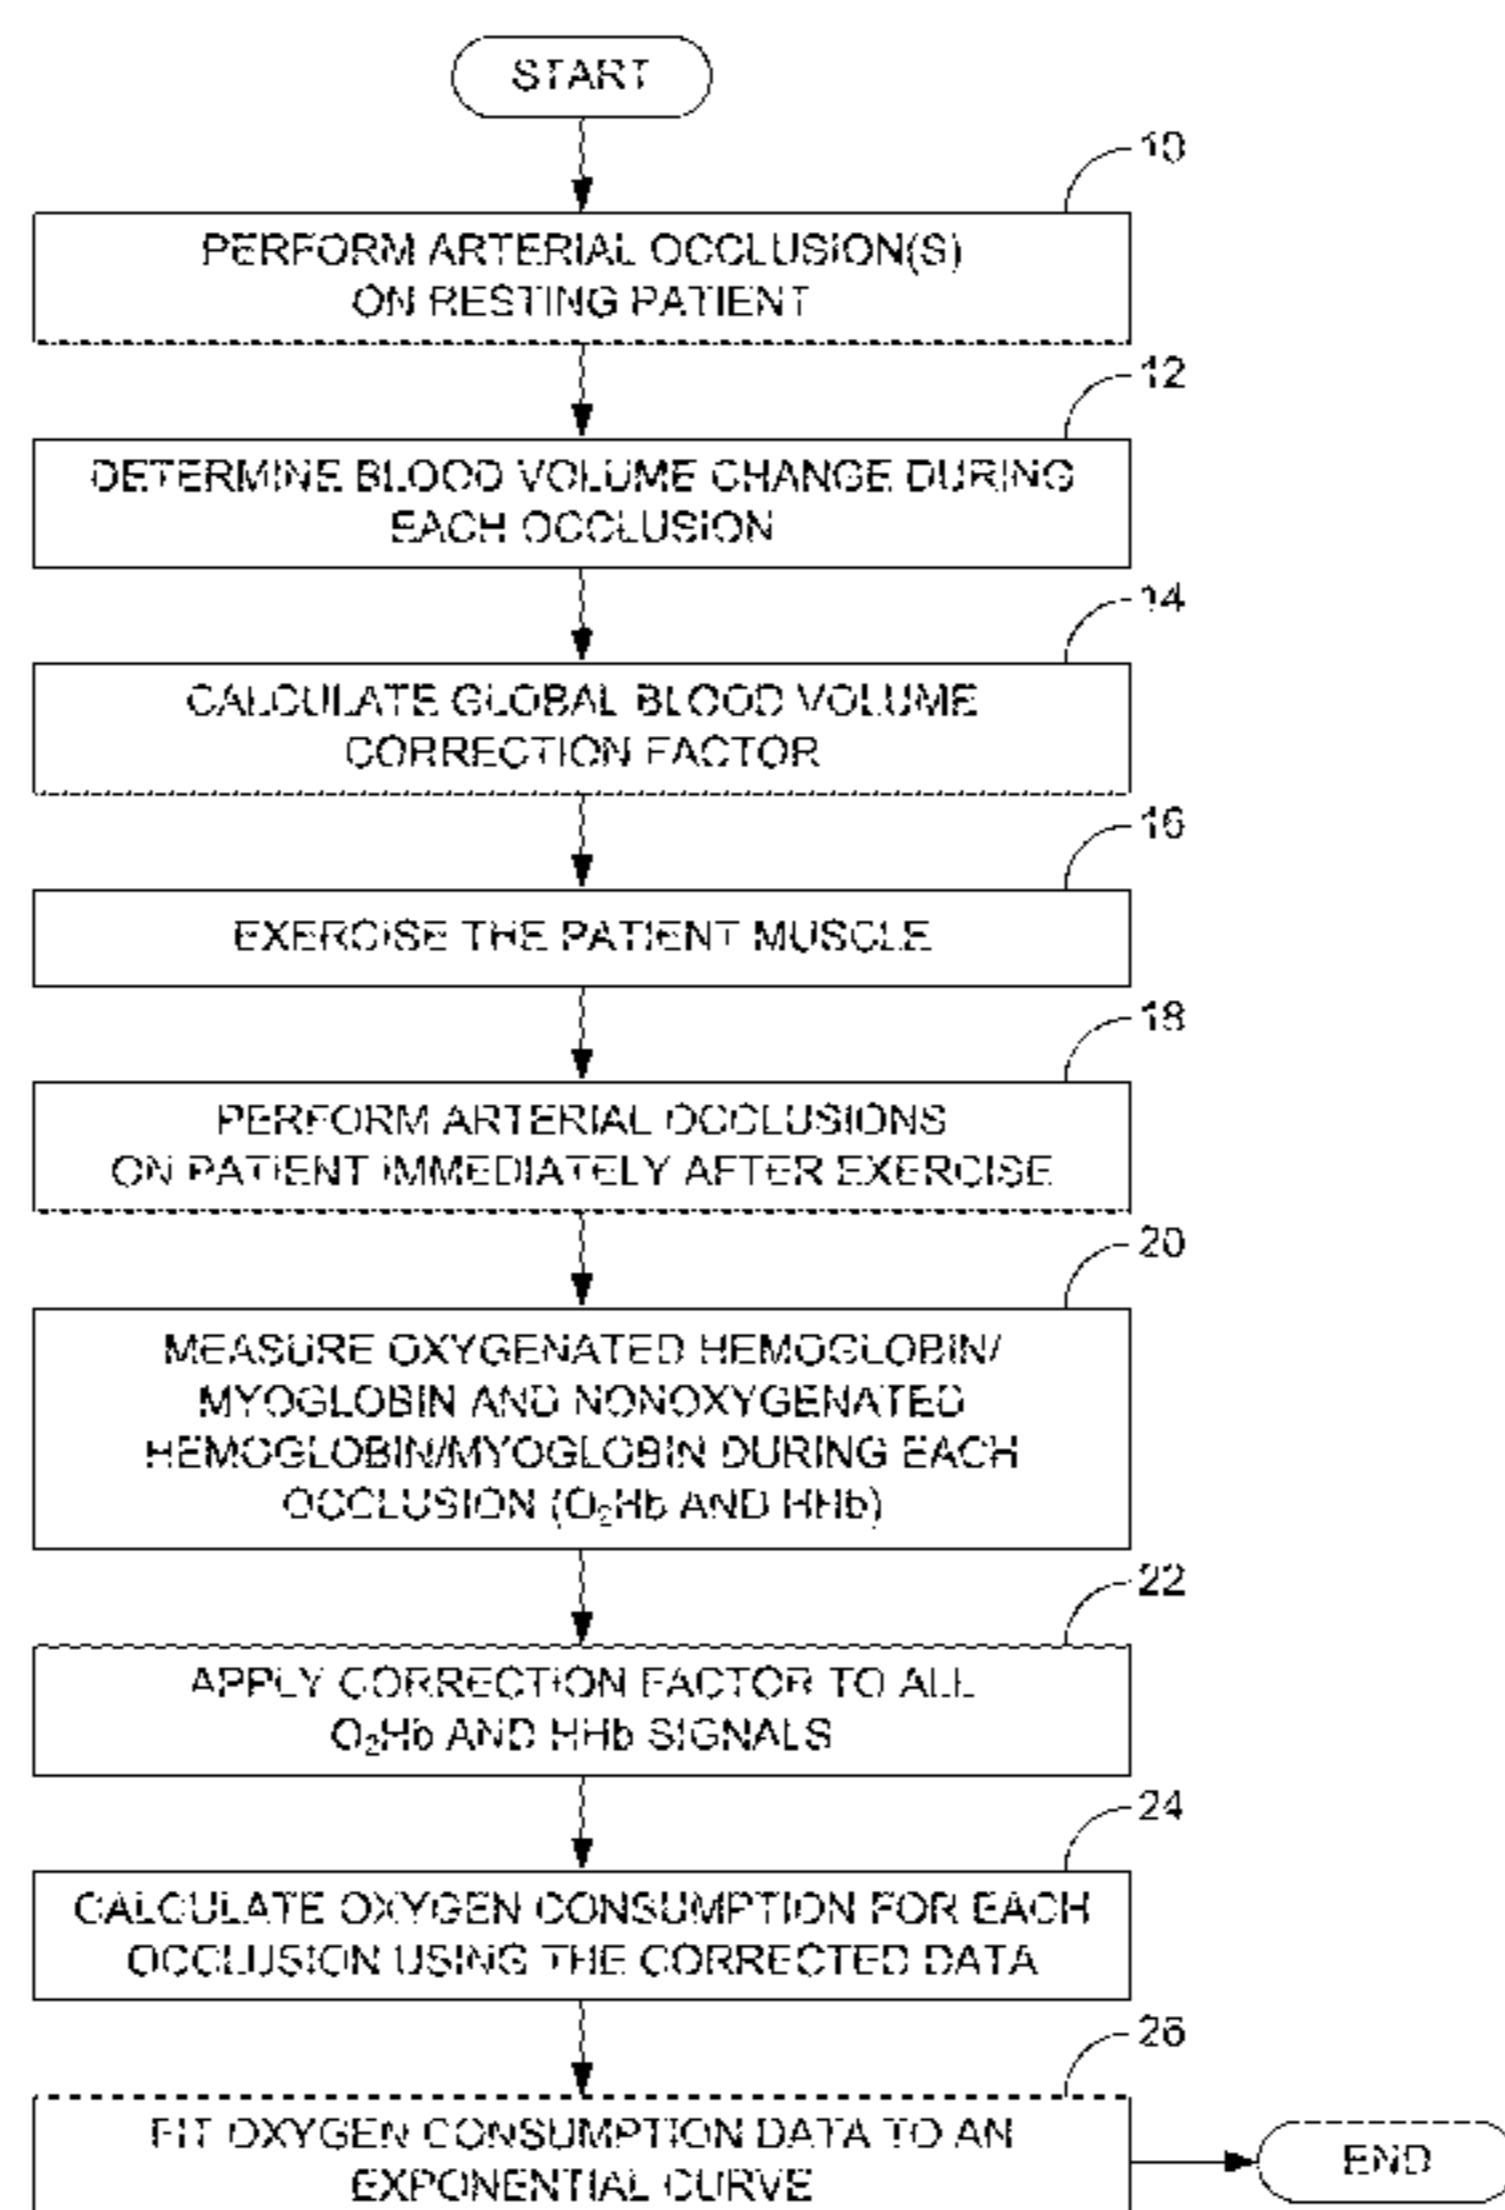 START
10
PERFORM ARTERIAL OCCLUSION(S)
ON RESTING PATIENT
12
DETERMINE BLOOD VOLUME CHANGE DURING
EACH OCCLUSION
14
CALCULATE GLOBAL BLOOD VOLUME
CORRECTION FACTOR
16
EXERCISE THE PATIENT MUSCLE
18
PERFORM ARTERIAL OCCLUSIONS
ON PATIENT IMMEDIATELY AFTER EXERCISE
20
MEASURE OXYGENATED HEMOGLOBIN/
MYOGLOBIN AND NONOXYGENATED
HEMOGLOBIN/MYOGLOBIN DURING EACH
OCCLUSION (O₂Hb AND HHb)
22
APPLY CORRECTION FACTOR TO ALL
O₂Hb AND HHb SIGNALS
24
CALCULATE OXYGEN CONSUMPTION FOR EACH
OCCLUSION USING THE CORRECTED DATA
26
FIT OXYGEN CONSUMPTION DATA TO AN
EXPONENTIAL CURVE
END